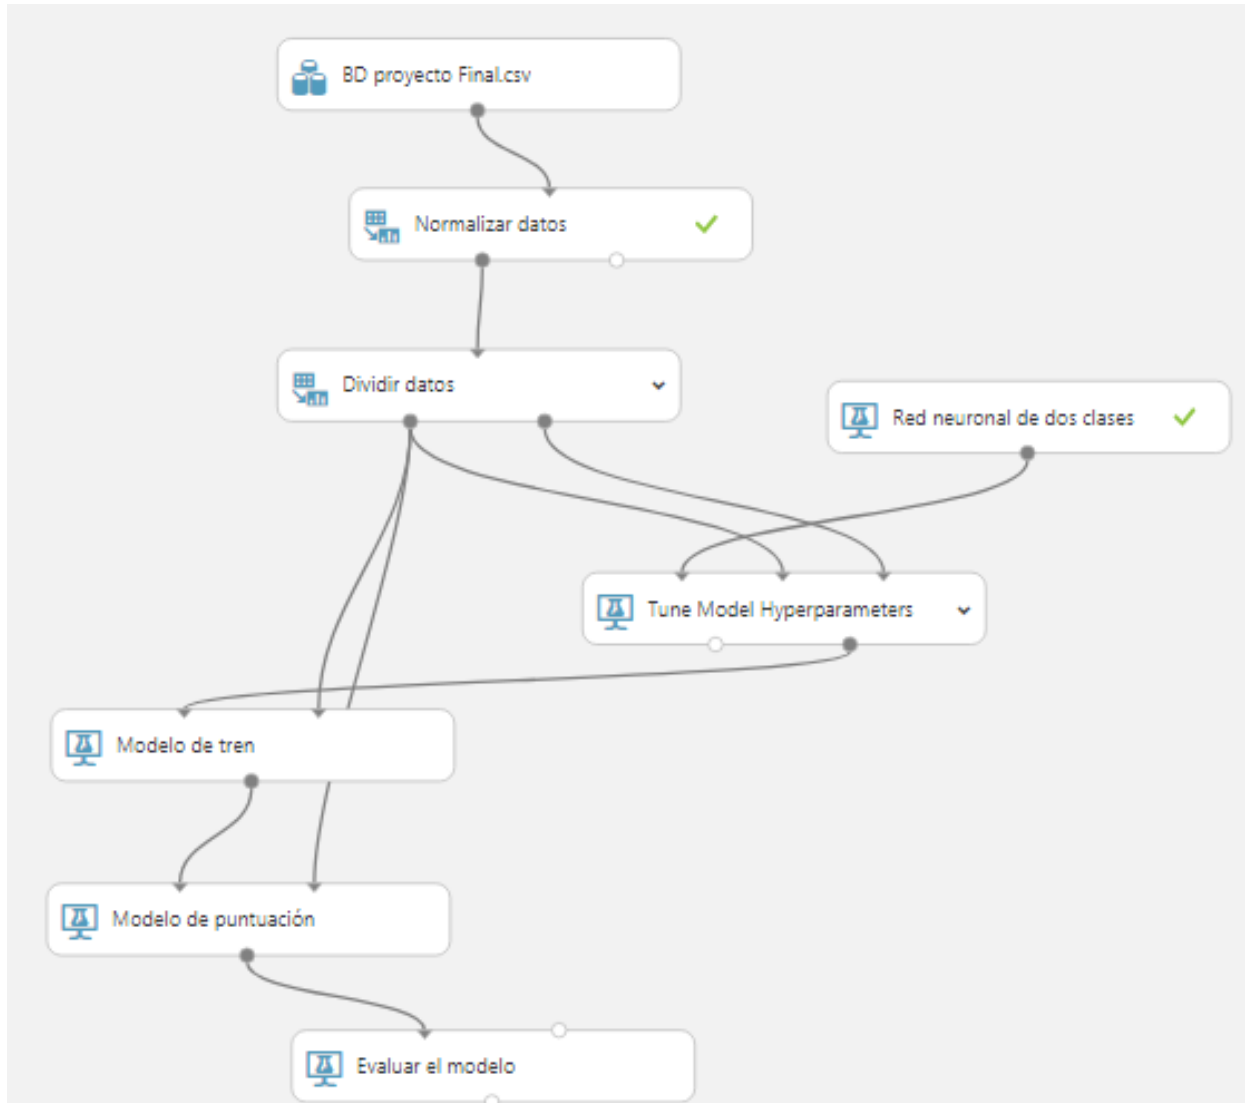 BD proyecto Final.csv
Normalizar datos
Dividir datos
Red neuronal de dos clases
Tune Model Hyperparameters
Modelo de tren
Modelo de puntuación
Evaluar el modelo